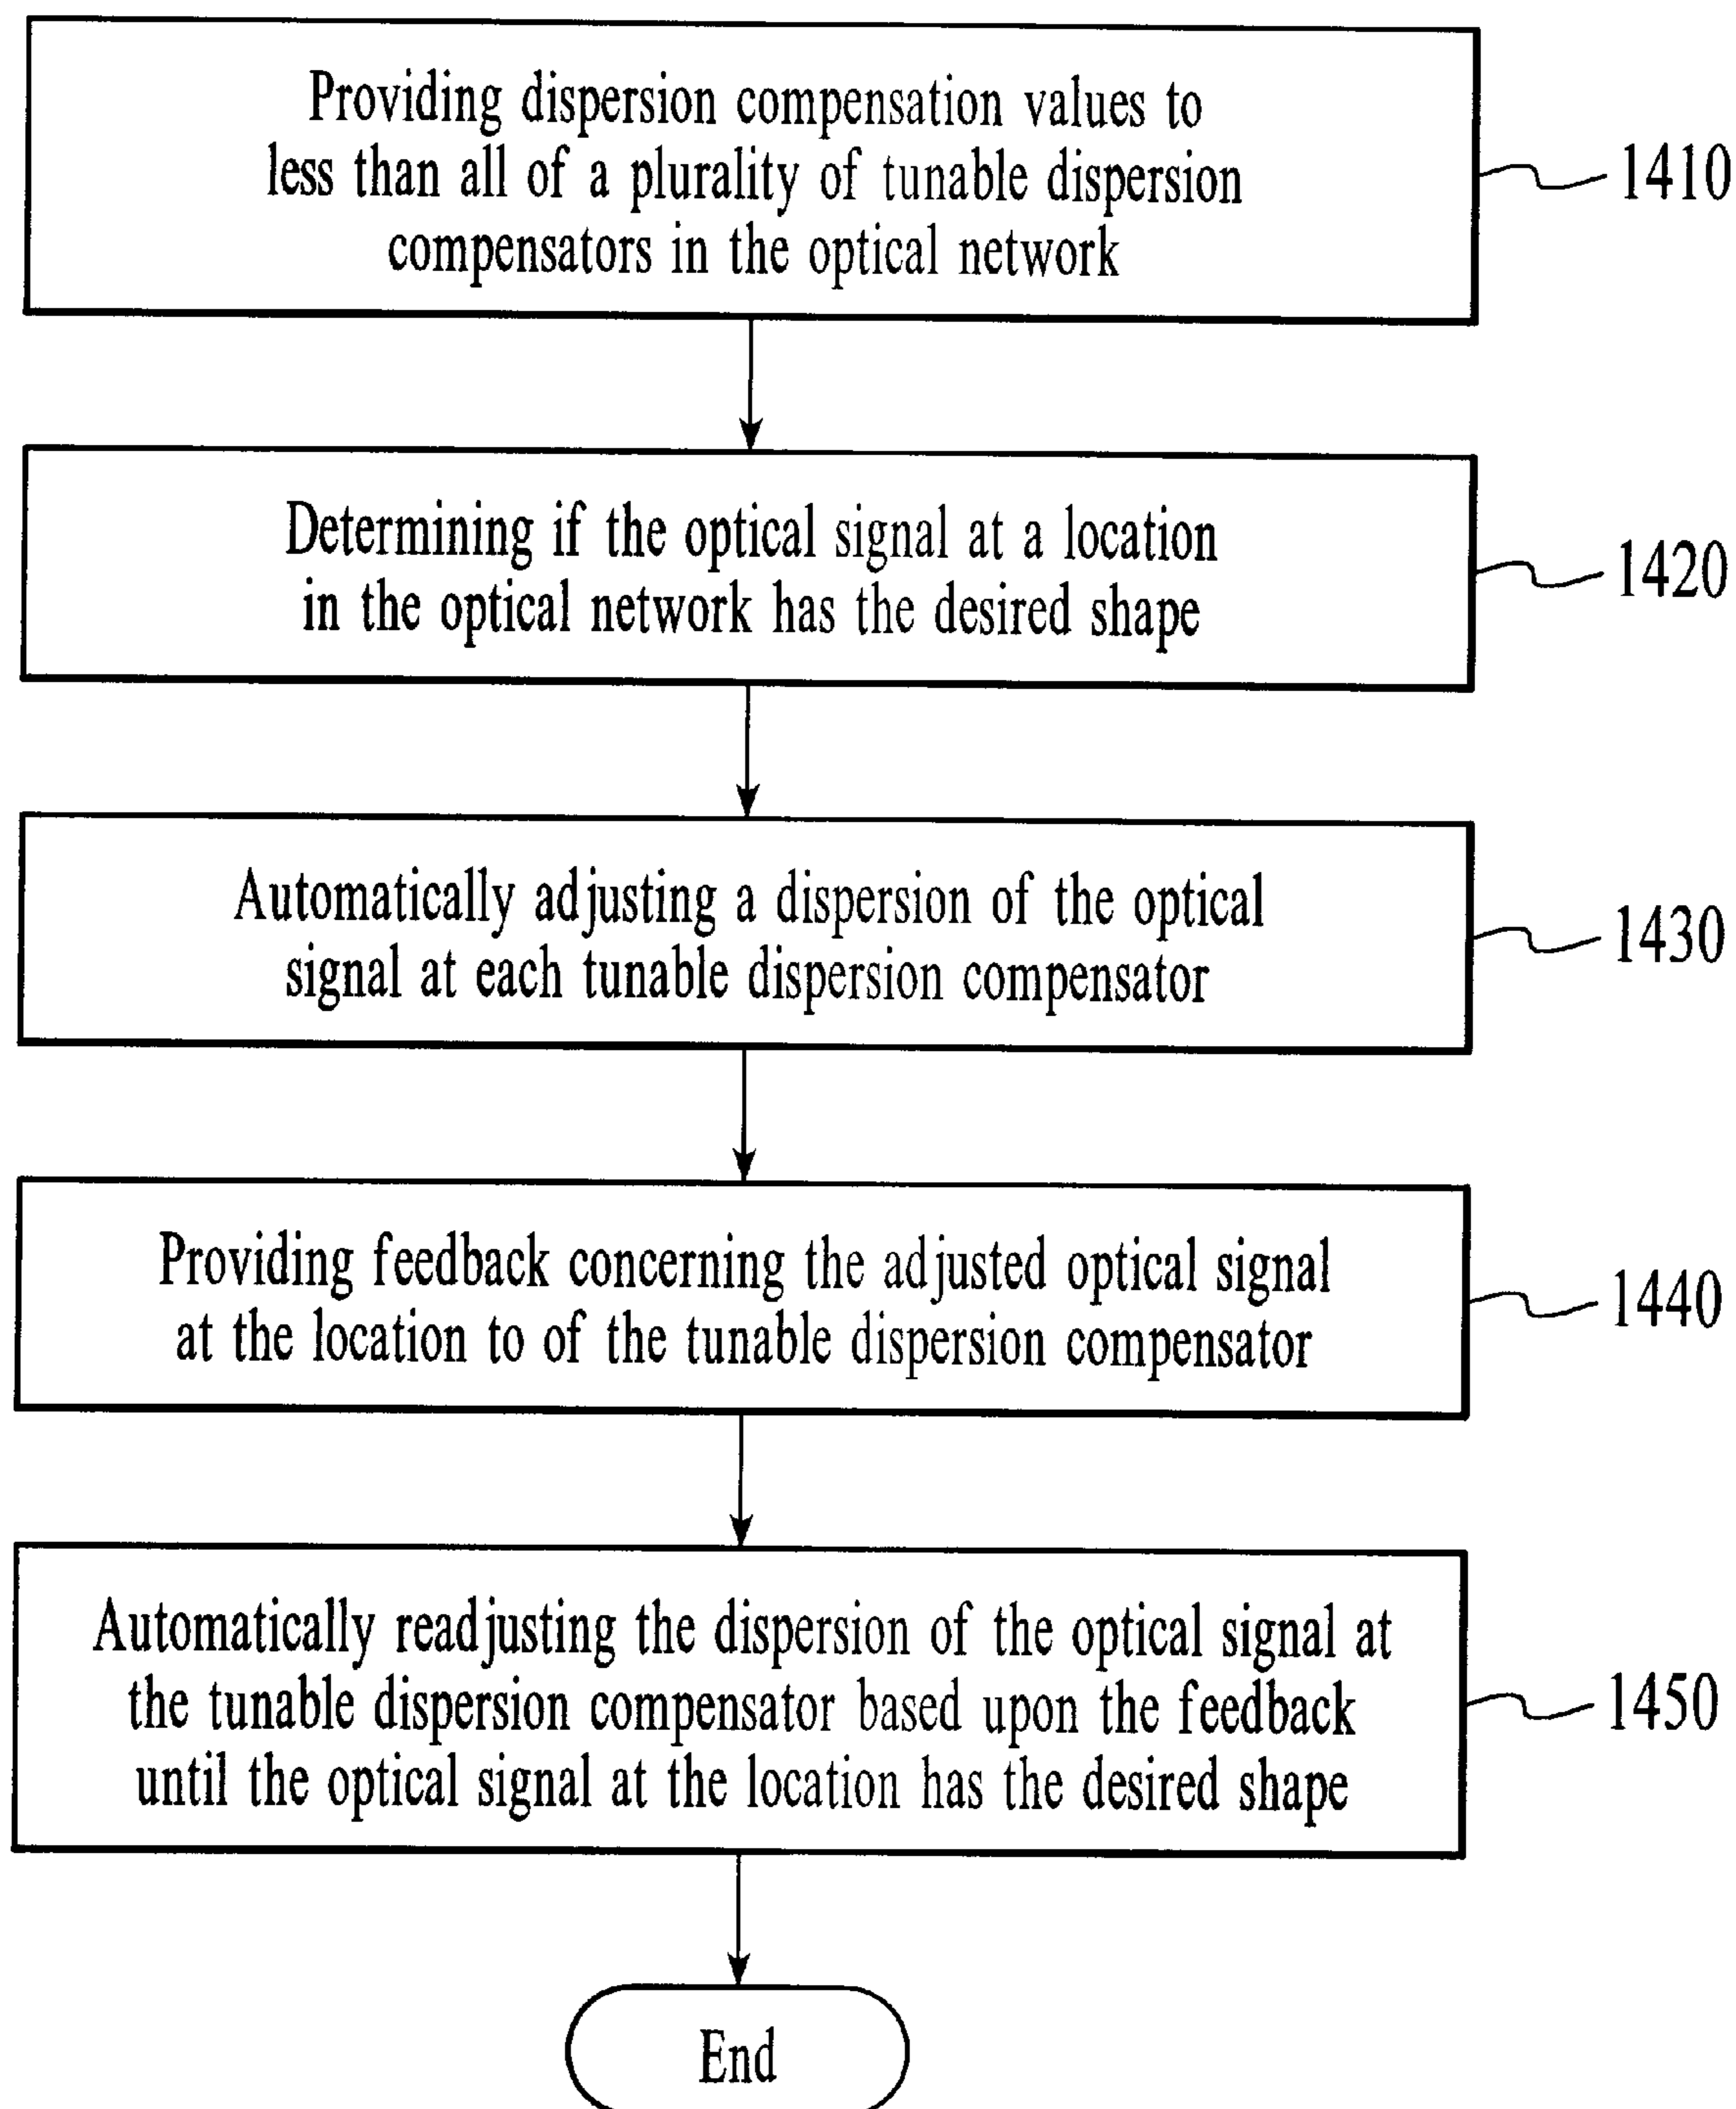 Providing dispersion compensation values to
less than all of a plurality of tunable dispersion
compensators in the optical network
1410
Determining if the optical signal at a location
in the optical network has the desired shape
1420
Automatically adjusting a dispersion of the optical
signal at each tunable dispersion compensator
1430
Providing feedback concerning the adjusted optical signal
at the location to of the tunable dispersion compensator
1440
Automatically readjusting the dispersion of the optical signal at
the tunable dispersion compensator based upon the feedback
until the optical signal at the location has the desired shape
1450
End